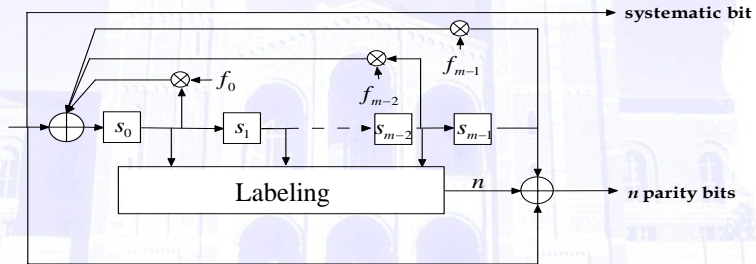 systematic bit
f_{m-1}
f_0
f_{m-2}
s_0
s_1
s_{m-2}
s_{m-1}
Labeling
n
n parity bits